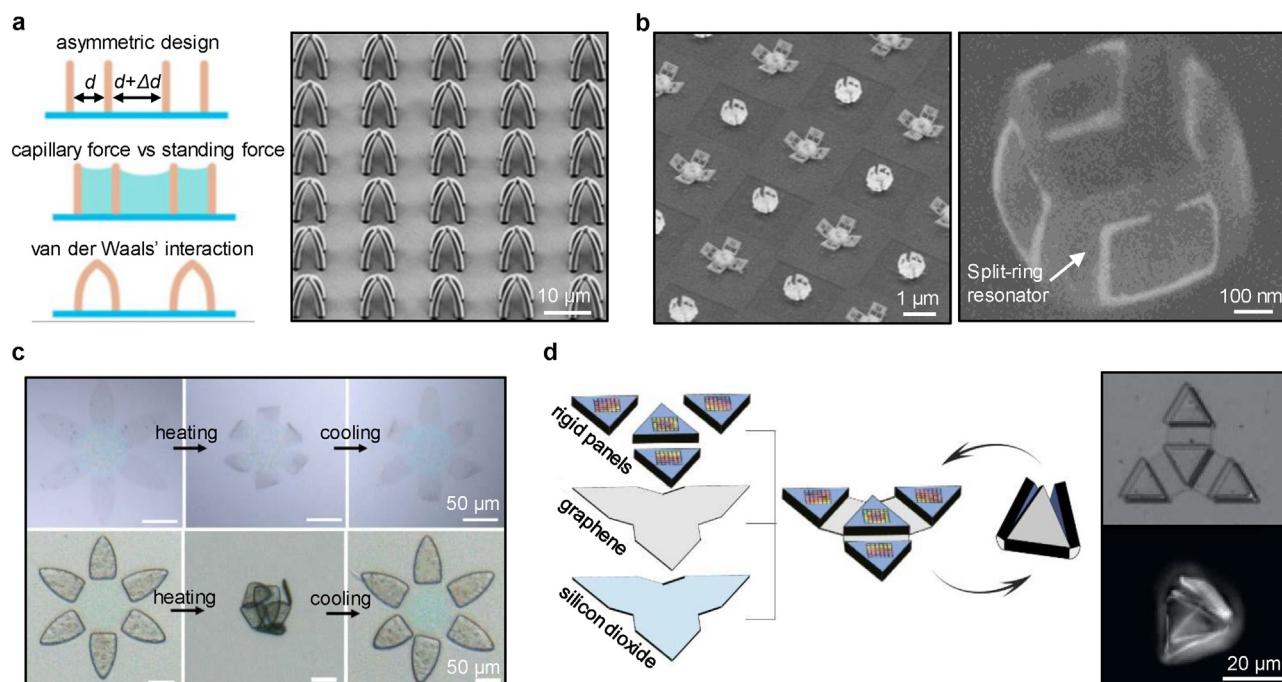 a
asymmetric design
d
d+Δd
capillary force vs standing force
van der Waals’ interaction
10 μm
b
1 μm
Split-ring
resonator
100 nm
c
heating
cooling
50 μm
heating
cooling
50 μm
d
rigid panels
graphene
silicon dioxide
20 μm